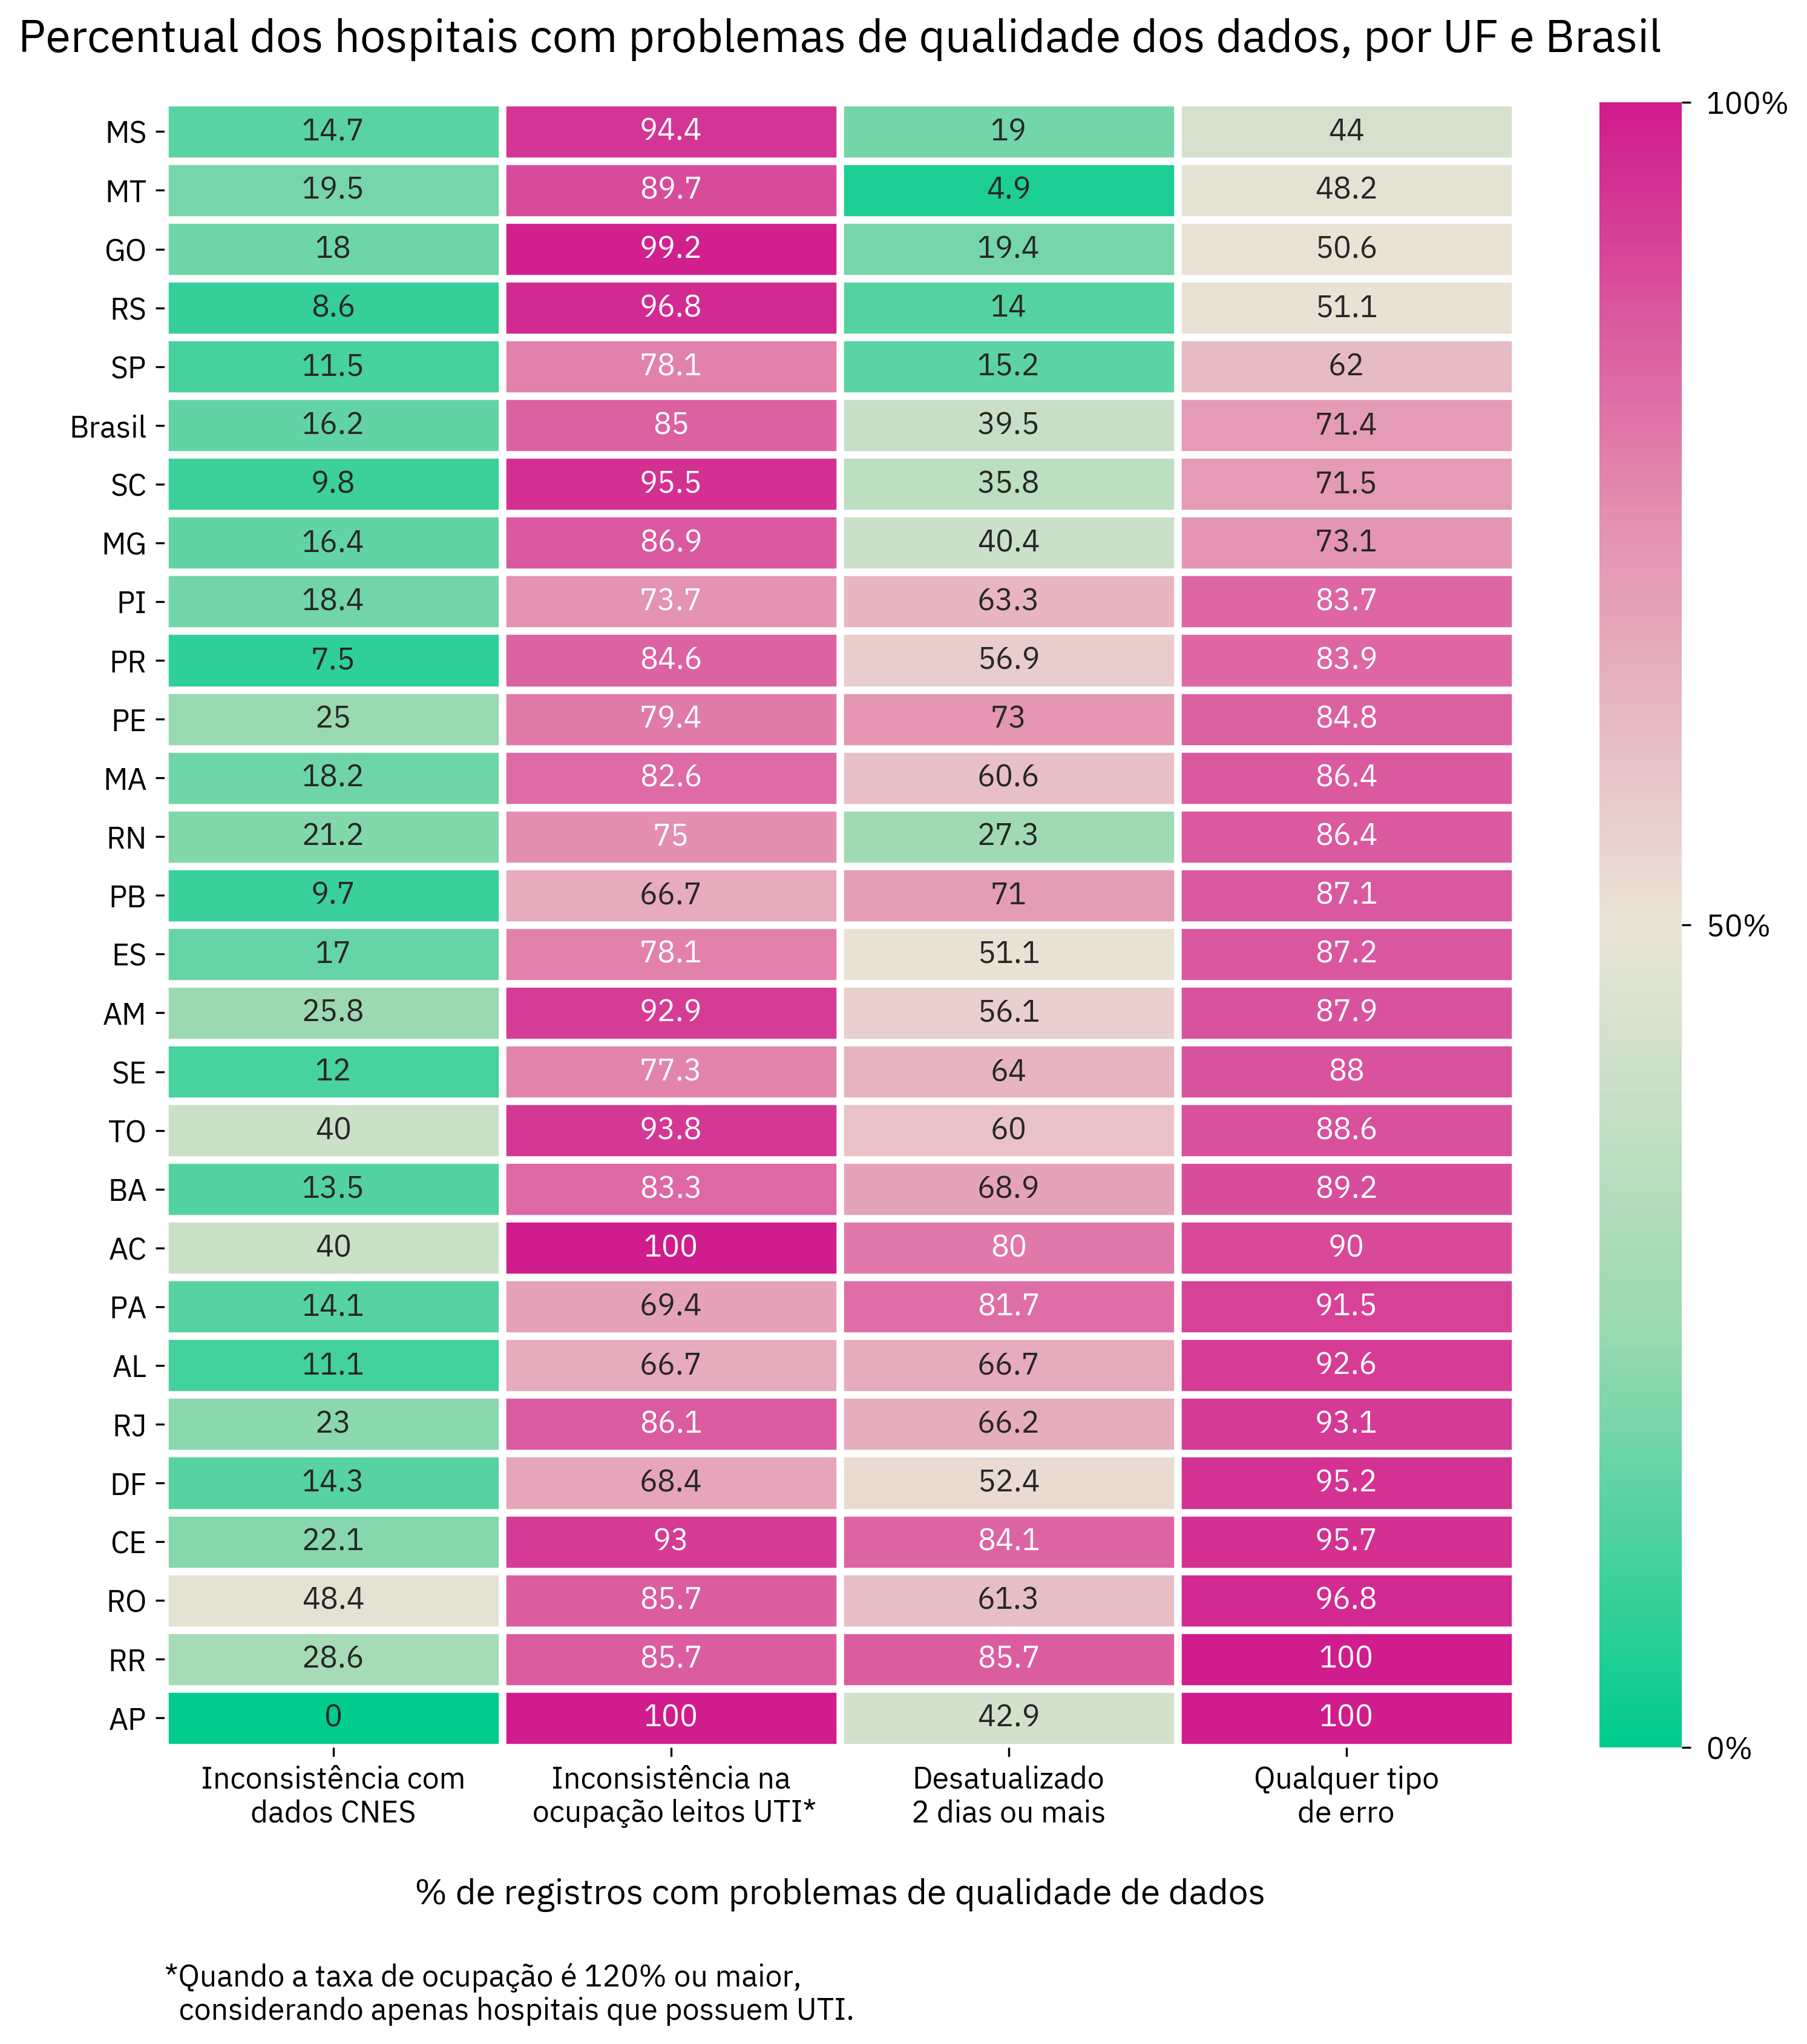 Percentual dos hospitais com problemas de qualidade dos dados, por UF e Brasil
100%
MS 14.7 94.4 19 44
MT 19.5 89.7 4.9 48.2
GO 18 99.2 19.4 50.6
RS 8.6 96.8 14 51.1
SP 11.5 78.1 15.2 62
Brasil 16.2 85 39.5 71.4
SC 9.8 95.5 35.8 71.5
MG 16.4 86.9 40.4 73.1
PI 18.4 73.7 63.3 83.7
PR 7.5 84.6 56.9 83.9
PE 25 79.4 73 84.8
MA 18.2 82.6 60.6 86.4
RN 21.2 75 27.3 86.4
PB 9.7 66.7 71 87.1
50%
ES 17 78.1 51.1 87.2
AM 25.8 92.9 56.1 87.9
SE 12 77.3 64 88
TO 40 93.8 60 88.6
BA 13.5 83.3 68.9 89.2
AC 40 100 80 90
PA 14.1 69.4 81.7 91.5
AL 11.1 66.7 66.7 92.6
RJ 23 86.1 66.2 93.1
DF 14.3 68.4 52.4 95.2
CE 22.1 93 84.1 95.7
RO 48.4 85.7 61.3 96.8
RR 28.6 85.7 85.7 100
AP 0 100 42.9 100
0%
Inconsistência com
dados CNES
Inconsistência na
ocupação leitos UTI*
Desatualizado
2 dias ou mais
Qualquer tipo
de erro
% de registros com problemas de qualidade de dados
*Quando a taxa de ocupação é 120% ou maior,
considerando apenas hospitais que possuem UTI.